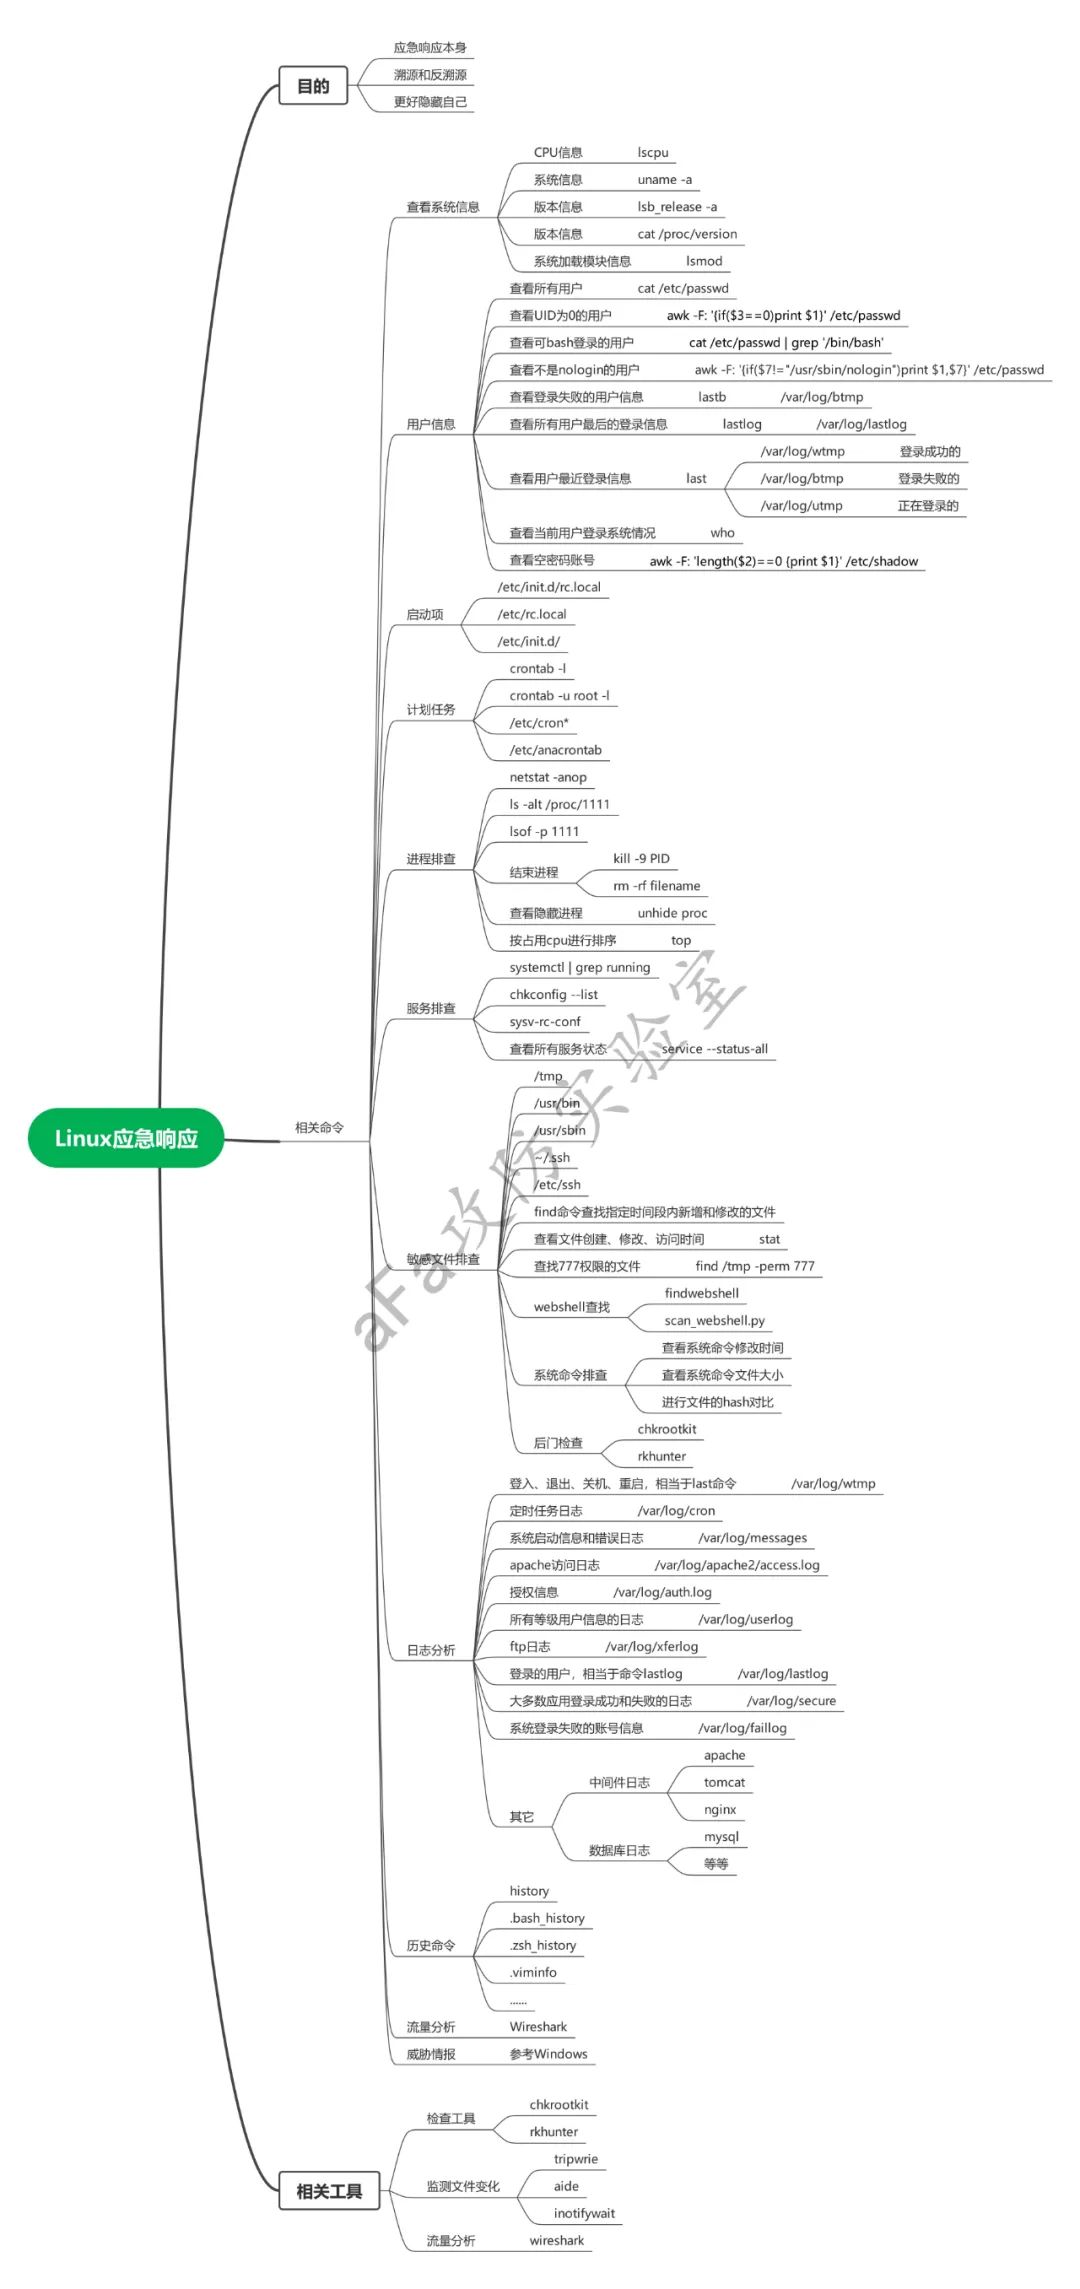 应急响应本身
目的
溯源和反溯源
更好隐藏自己
CPU信息 lscpu
系统信息 uname -a
查看系统信息
版本信息 lsb_release -a
版本信息 cat /proc/version
系统加载模块信息 lsmod
查看所有用户 cat /etc/passwd
查看UID为0的用户 awk -F: '{if($3==0)print $1}' /etc/passwd
查看可bash登录的用户 cat /etc/passwd | grep '/bin/bash'
查看不是nologin的用户 awk -F: '{if($7!="/usr/sbin/nologin")print $1,$7}' /etc/passwd
查看登录失败的用户信息 lastb /var/log/btmp
用户信息
查看所有用户最后的登录信息 lastlog /var/log/lastlog
/var/log/wtmp 登录成功的
查看用户最近登录信息 last
/var/log/btmp 登录失败的
/var/log/utmp 正在登录的
查看当前用户登录系统情况 who
查看空密码账号 awk -F: 'length($2)==0 {print $1}' /etc/shadow
/etc/init.d/rc.local
启动项
/etc/rc.local
/etc/init.d/
crontab -l
crontab -u root -l
计划任务
/etc/cron*
/etc/anacrontab
netstat -anop
ls -alt /proc/1111
lsof -p 1111
进程排查
结束进程
kill -9 PID
rm -rf filename
查看隐藏进程 unhide proc
按占用cpu进行排序 top
systemctl | grep running
chkconfig --list
服务排查
sysv-rc-conf
查看所有服务状态 service --status-all
Linux应急响应
相关命令
/tmp
/usr/bin
/usr/sbin
~/.ssh
/etc/ssh
find命令查找指定时间段内新增和修改的文件
查看文件创建、修改、访问时间 stat
敏感文件排查
查找777权限的文件 find /tmp -perm 777
webshell查找
findwebshell
scan_webshell.py
系统命令排查
查看系统命令修改时间
查看系统命令文件大小
进行文件的hash对比
后门检查
chkrootkit
rkhunter
登入、退出、关机、重启，相当于last命令 /var/log/wtmp
定时任务日志 /var/log/cron
系统启动信息和错误日志 /var/log/messages
apache访问日志 /var/log/apache2/access.log
授权信息 /var/log/auth.log
所有等级用户信息的日志 /var/log/userlog
日志分析
ftp日志 /var/log/xferlog
登录的用户，相当于命令lastlog /var/log/lastlog
大多数应用登录成功和失败的日志 /var/log/secure
系统登录失败的账号信息 /var/log/faillog
其它
中间件日志
apache
tomcat
nginx
数据库日志
mysql
等等
history
.bash_history
历史命令
.zsh_history
.viminfo
......
流量分析 Wireshark
威胁情报 参考Windows
相关工具
检查工具
chkrootkit
rkhunter
监测文件变化
tripwrie
aide
inotifywait
流量分析 wireshark
aFa攻防实验室